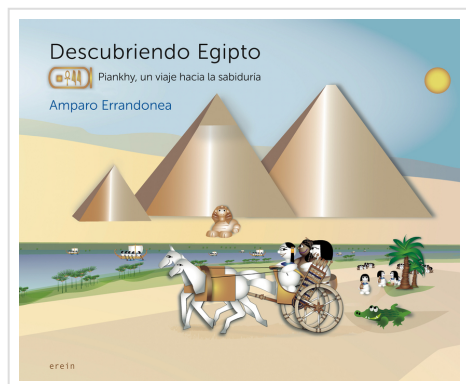 Descubriendo Egipto
Piankhy, un viaje hacia la sabiduría
Amparo Errandonea
erein